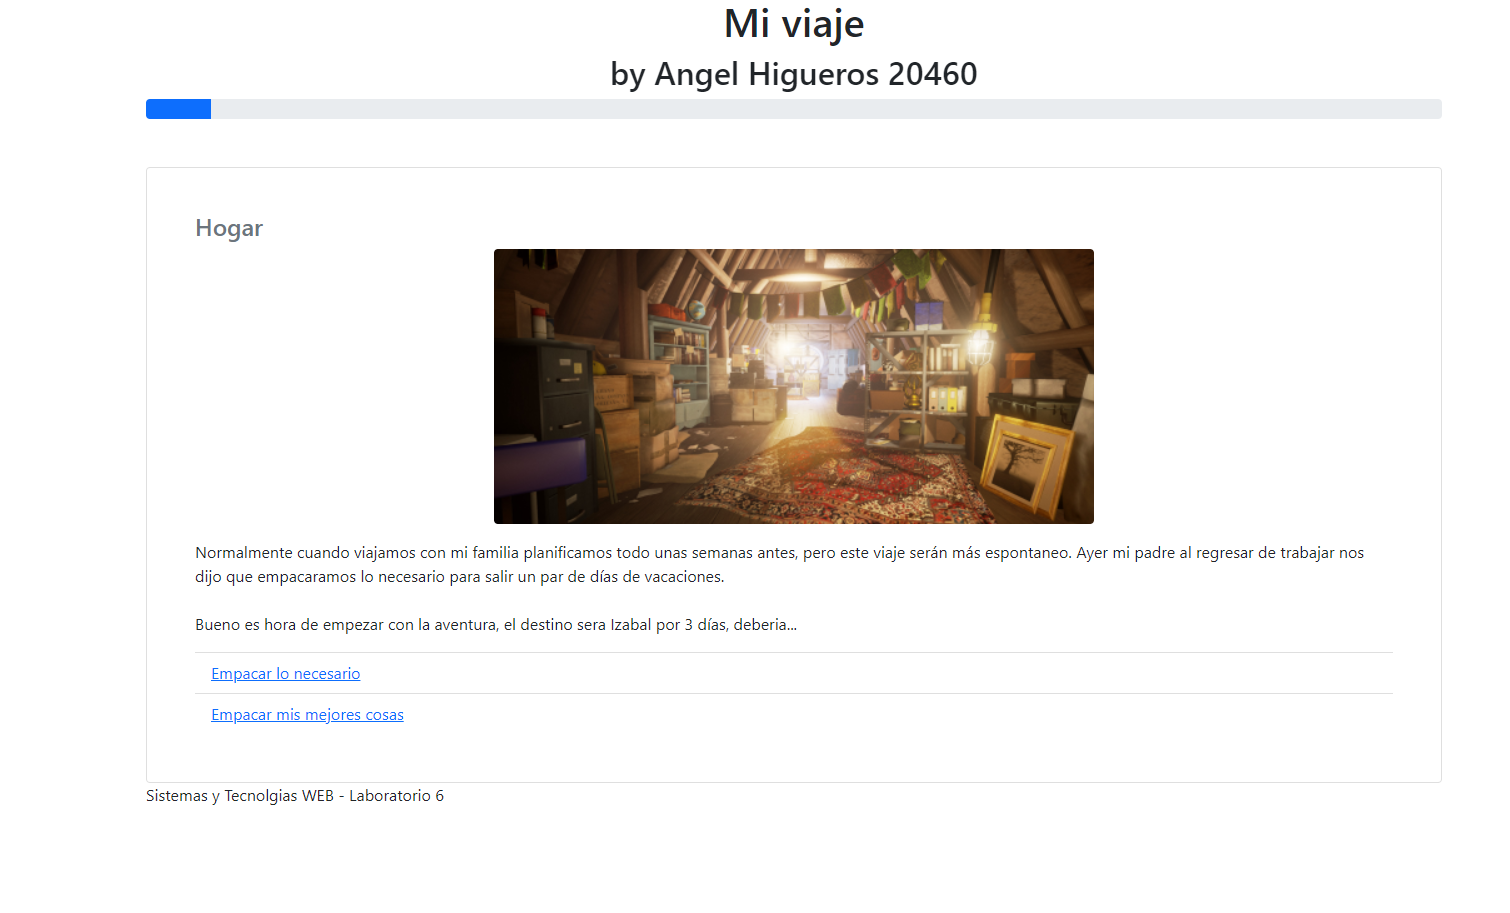 Mi viaje
by Angel Higueros 20460
Hogar
Normalmente cuando viajamos con mi familia planificamos todo unas semanas antes, pero este viaje serán más espontaneo. Ayer mi padre al regresar de trabajar nos
dijo que empacaramos lo necesario para salir un par de días de vacaciones.
Bueno es hora de empezar con la aventura, el destino sera Izabal por 3 días, deberia...
Empacar lo necesario
Empacar mis mejores cosas
Sistemas y Tecnolgias WEB - Laboratorio 6